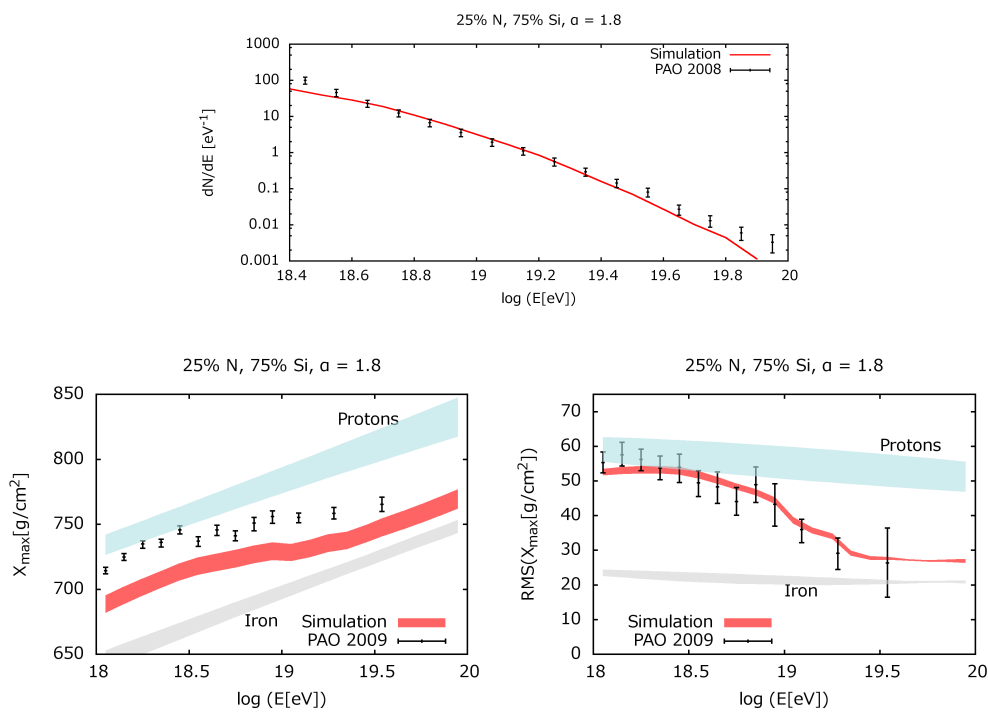 25% N, 75% Si, α = 1.8
1000
100
10
1
0.1
0.01
0.001
dN/dE [eV⁻¹]
Simulation
PAO 2008
18.4 18.6 18.8 19 19.2 19.4 19.6 19.8 20
log (E[eV])
25% N, 75% Si, α = 1.8
850
800
750
700
650
X_max[g/cm²]
Protons
Iron
Simulation
PAO 2009
18 18.5 19 19.5 20
log (E[eV])
25% N, 75% Si, α = 1.8
70
60
50
40
30
20
10
0
RMS(X_max[g/cm²])
Protons
Iron
Simulation
PAO 2009
18 18.5 19 19.5 20
log (E[eV])